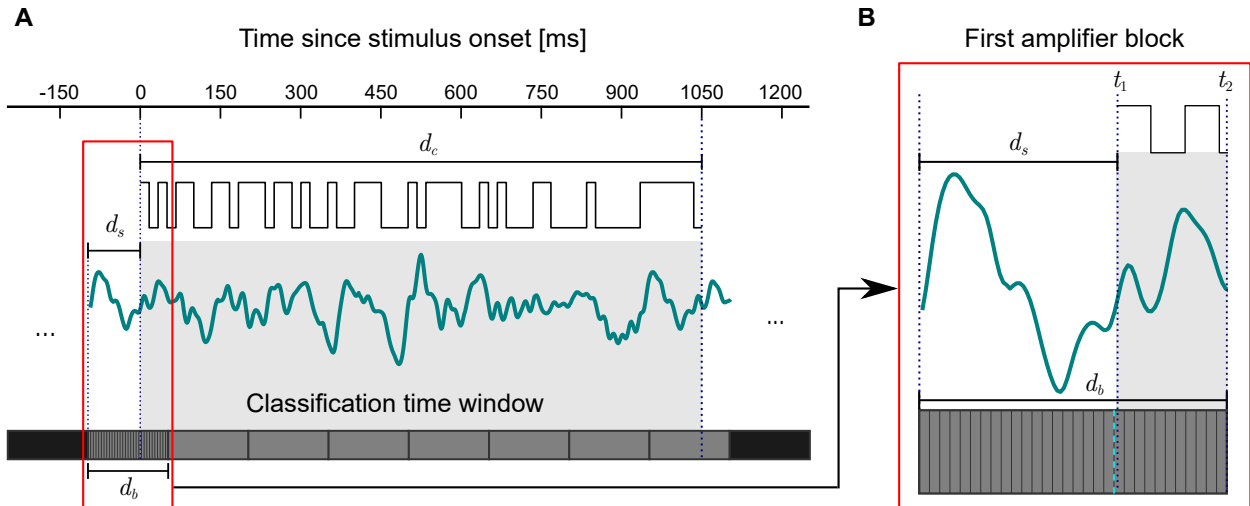 A
Time since stimulus onset [ms]
-150 0 150 300 450 600 750 900 1050 1200
d_c
d_s
... ...
Classification time window
d_b
B
First amplifier block
t_1 t_2
d_s
d_b